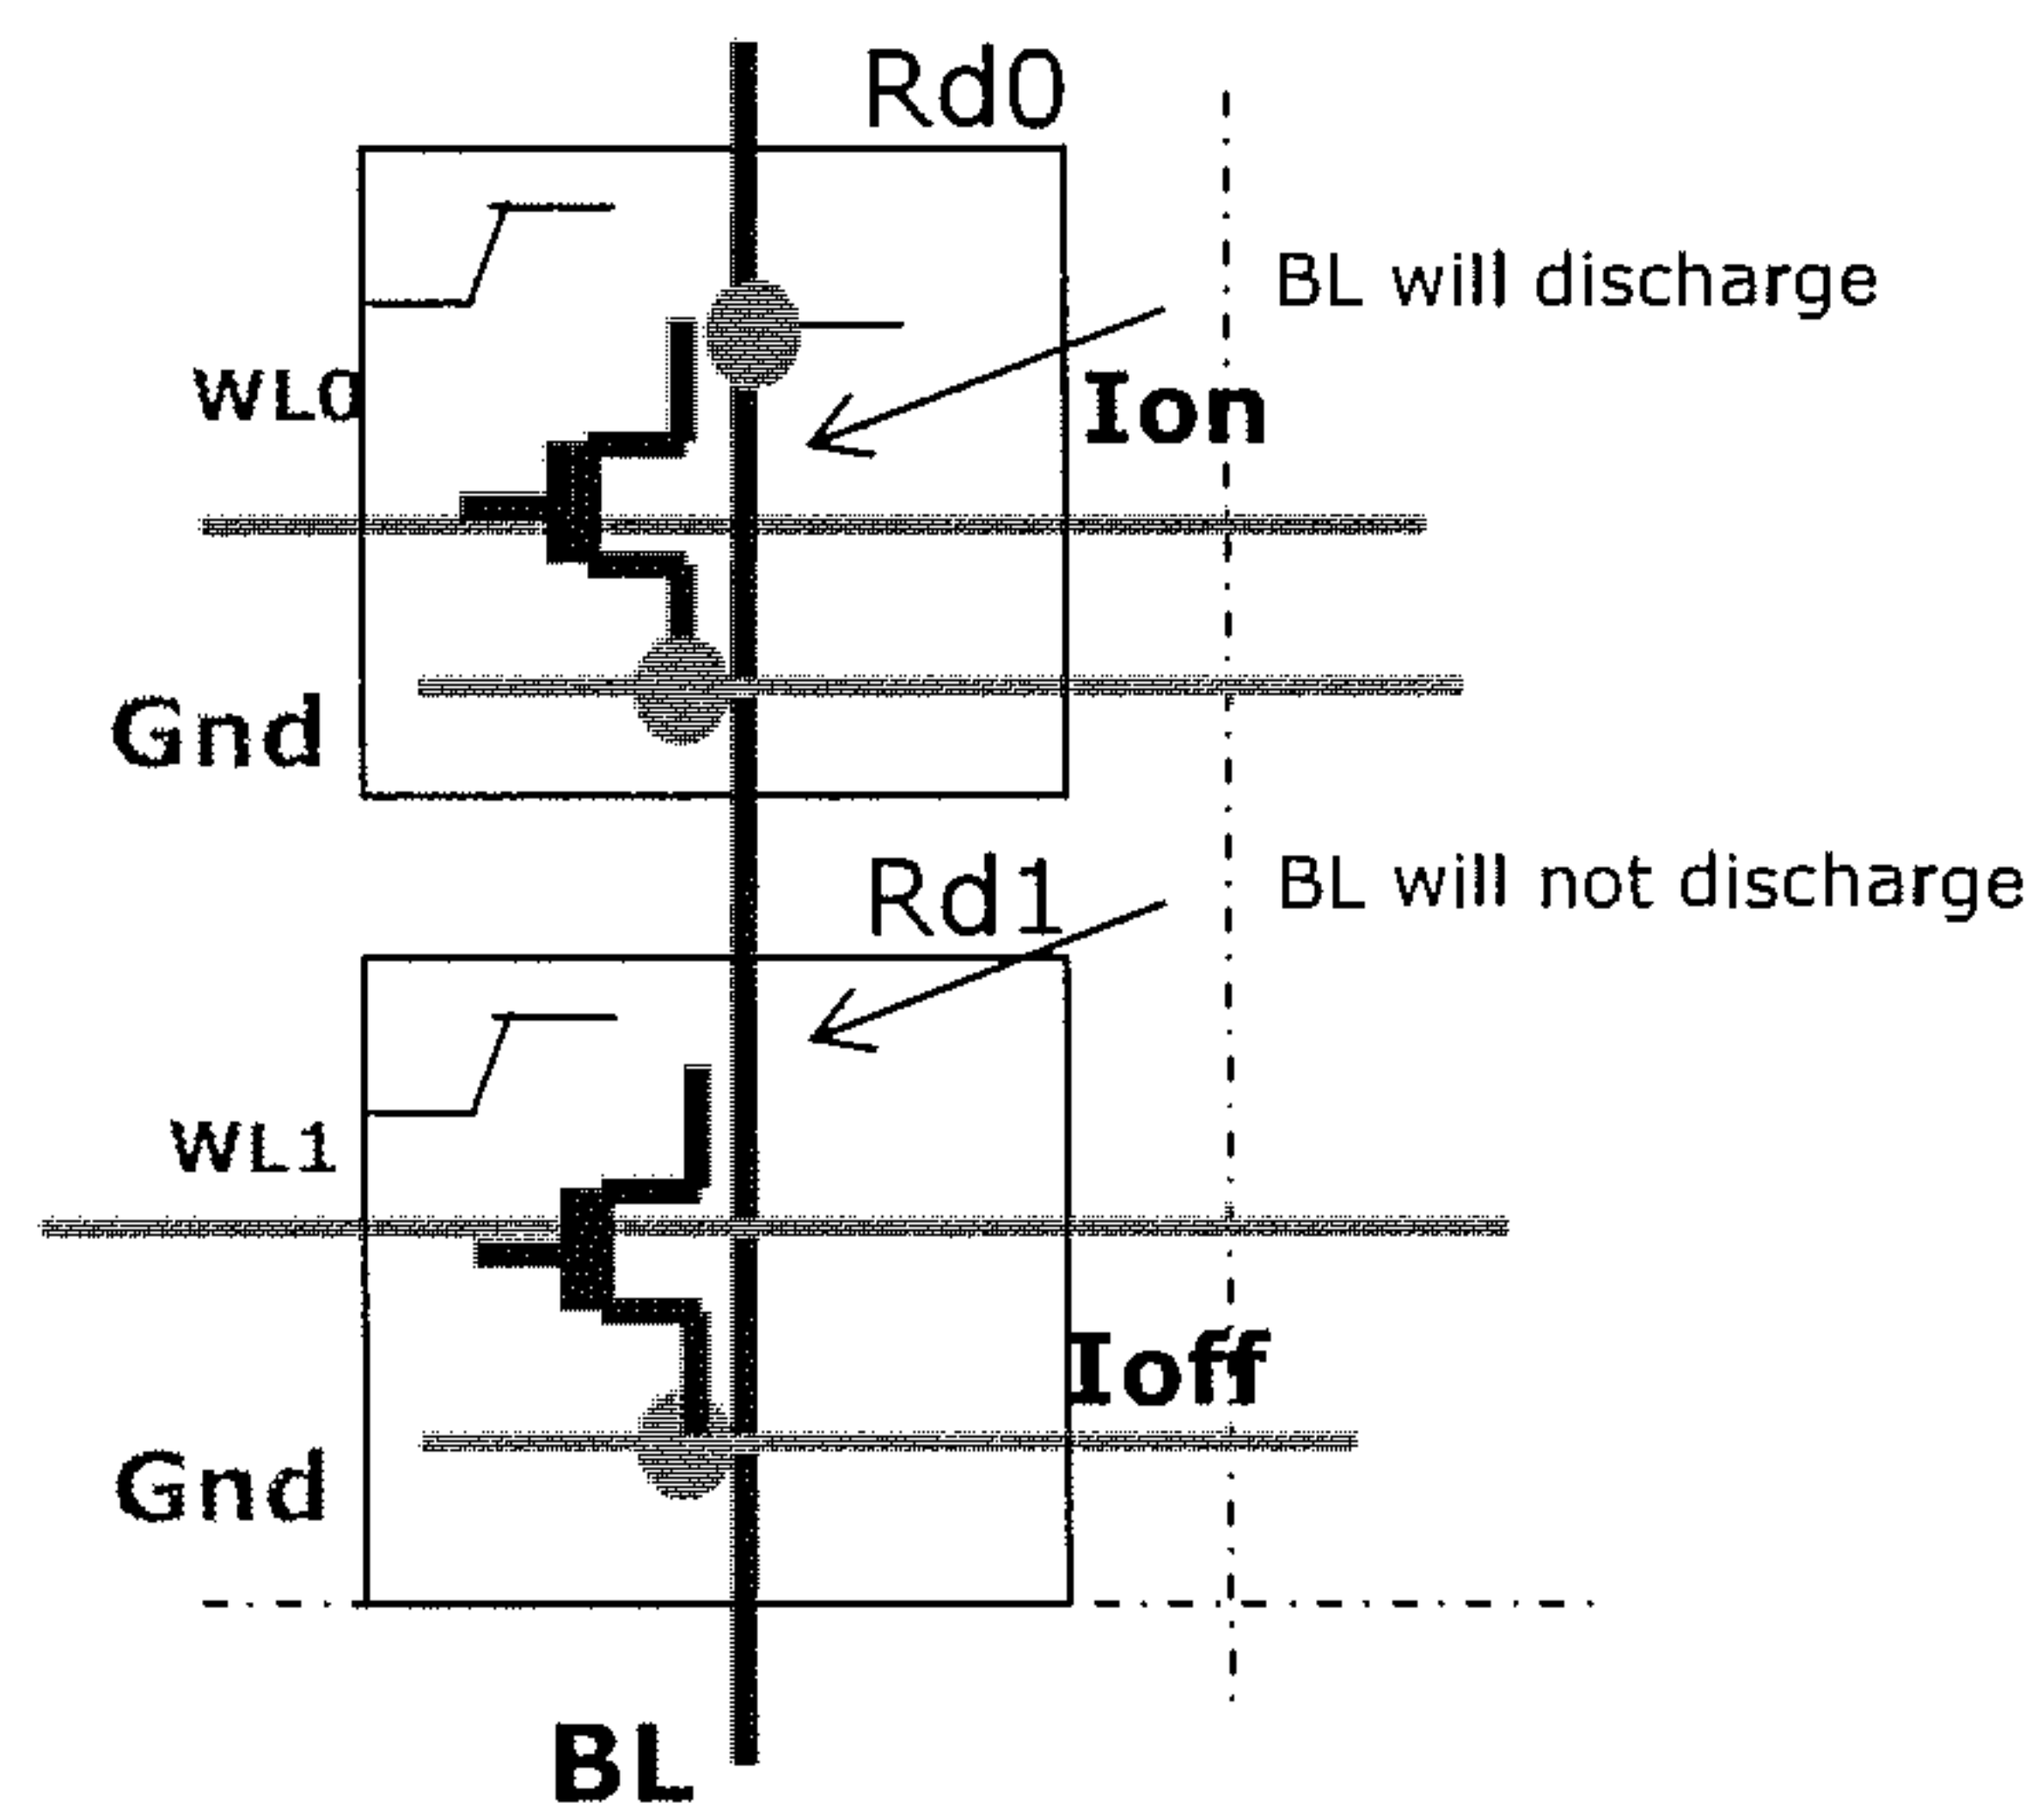 Rd0
BL will discharge
WL0
Ion
Gnd
Rd1
BL will not discharge
WL1
Ioff
Gnd
BL